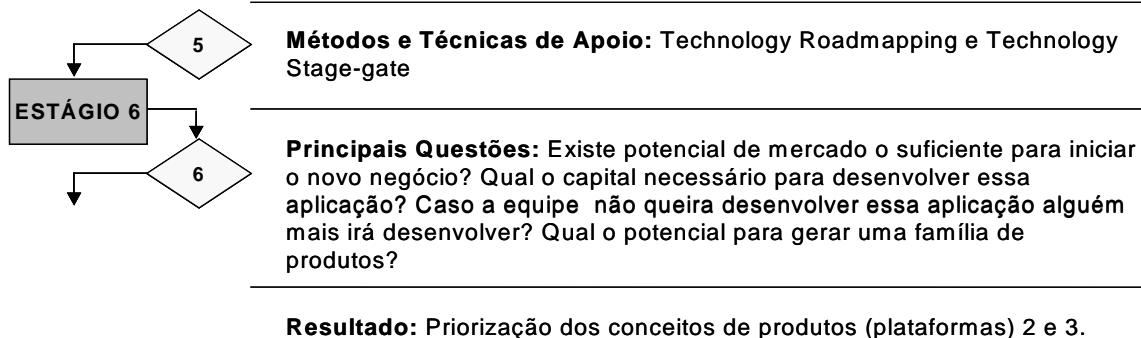 5
Métodos e Técnicas de Apoio: Technology Roadmapping e Technology
Stage-gate
ESTÁGIO 6
6
Principais Questões: Existe potencial de mercado o suficiente para iniciar
o novo negócio? Qual o capital necessário para desenvolver essa
aplicação? Caso a equipe não queira desenvolver essa aplicação alguém
mais irá desenvolver? Qual o potencial para gerar uma família de
produtos?
Resultado: Priorização dos conceitos de produtos (plataformas) 2 e 3.